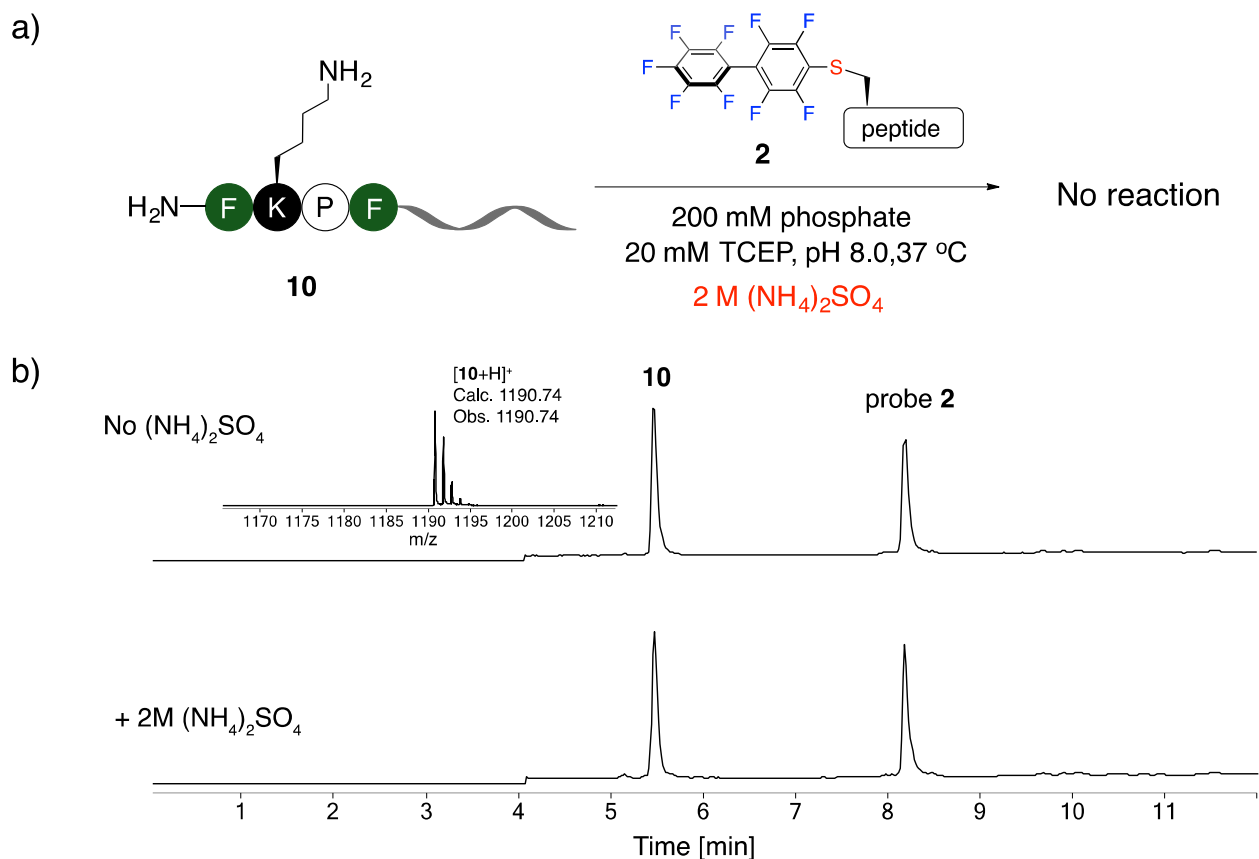 a)
F
F
F
F
F
F
F
F
F
S
peptide
2
NH₂
H₂N
F
K
P
F
10
200 mM phosphate
20 mM TCEP, pH 8.0,37 ºC
2 M (NH₄)₂SO₄
No reaction
b)
No (NH₄)₂SO₄
[10+H]⁺
Calc. 1190.74
Obs. 1190.74
1170 1175 1180 1185 1190 1195 1200 1205 1210
m/z
10
probe 2
+ 2M (NH₄)₂SO₄
1 2 3 4 5 6 7 8 9 10 11
Time [min]